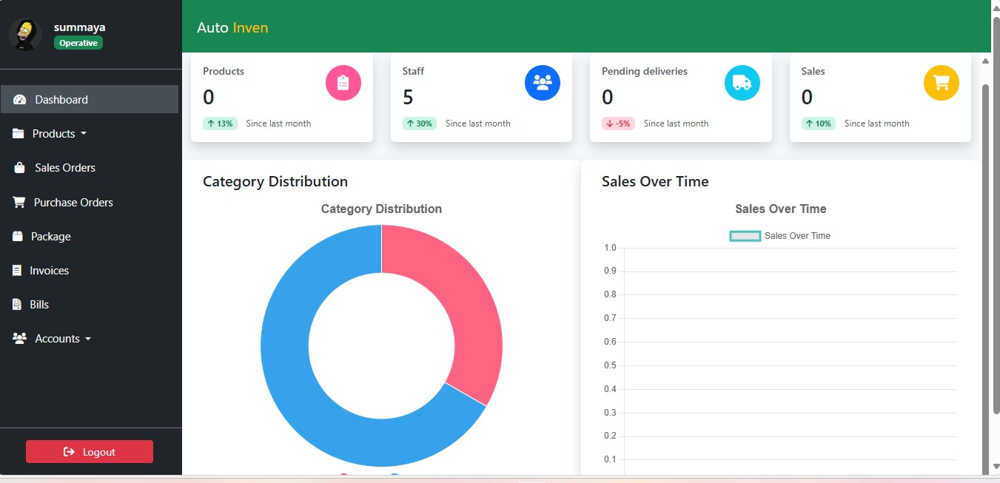 summaya
Operative
Dashboard
Products
Sales Orders
Purchase Orders
Package
Invoices
Bills
Accounts
Logout
Auto Inven
Products
0
13%
Since last month
Staff
5
30%
Since last month
Pending deliveries
0
-5%
Since last month
Sales
0
10%
Since last month
Category Distribution
Category Distribution
Sales Over Time
Sales Over Time
Sales Over Time
1.0
0.9
0.8
0.7
0.6
0.5
0.4
0.3
0.2
0.1